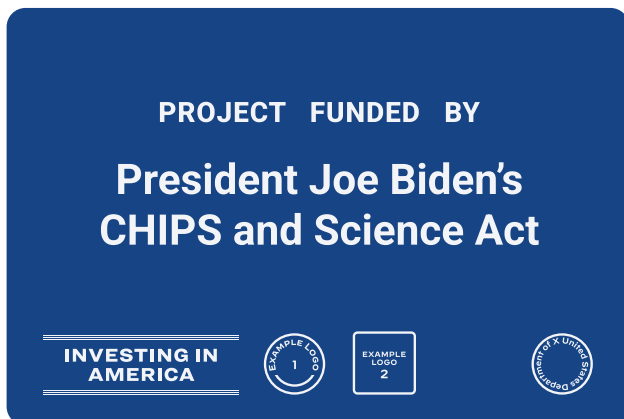 PROJECT FUNDED BY
President Joe Biden's
CHIPS and Science Act
INVESTING IN
AMERICA
EXAMPLE LOGO
1
EXAMPLE
LOGO
2
Department of X United States